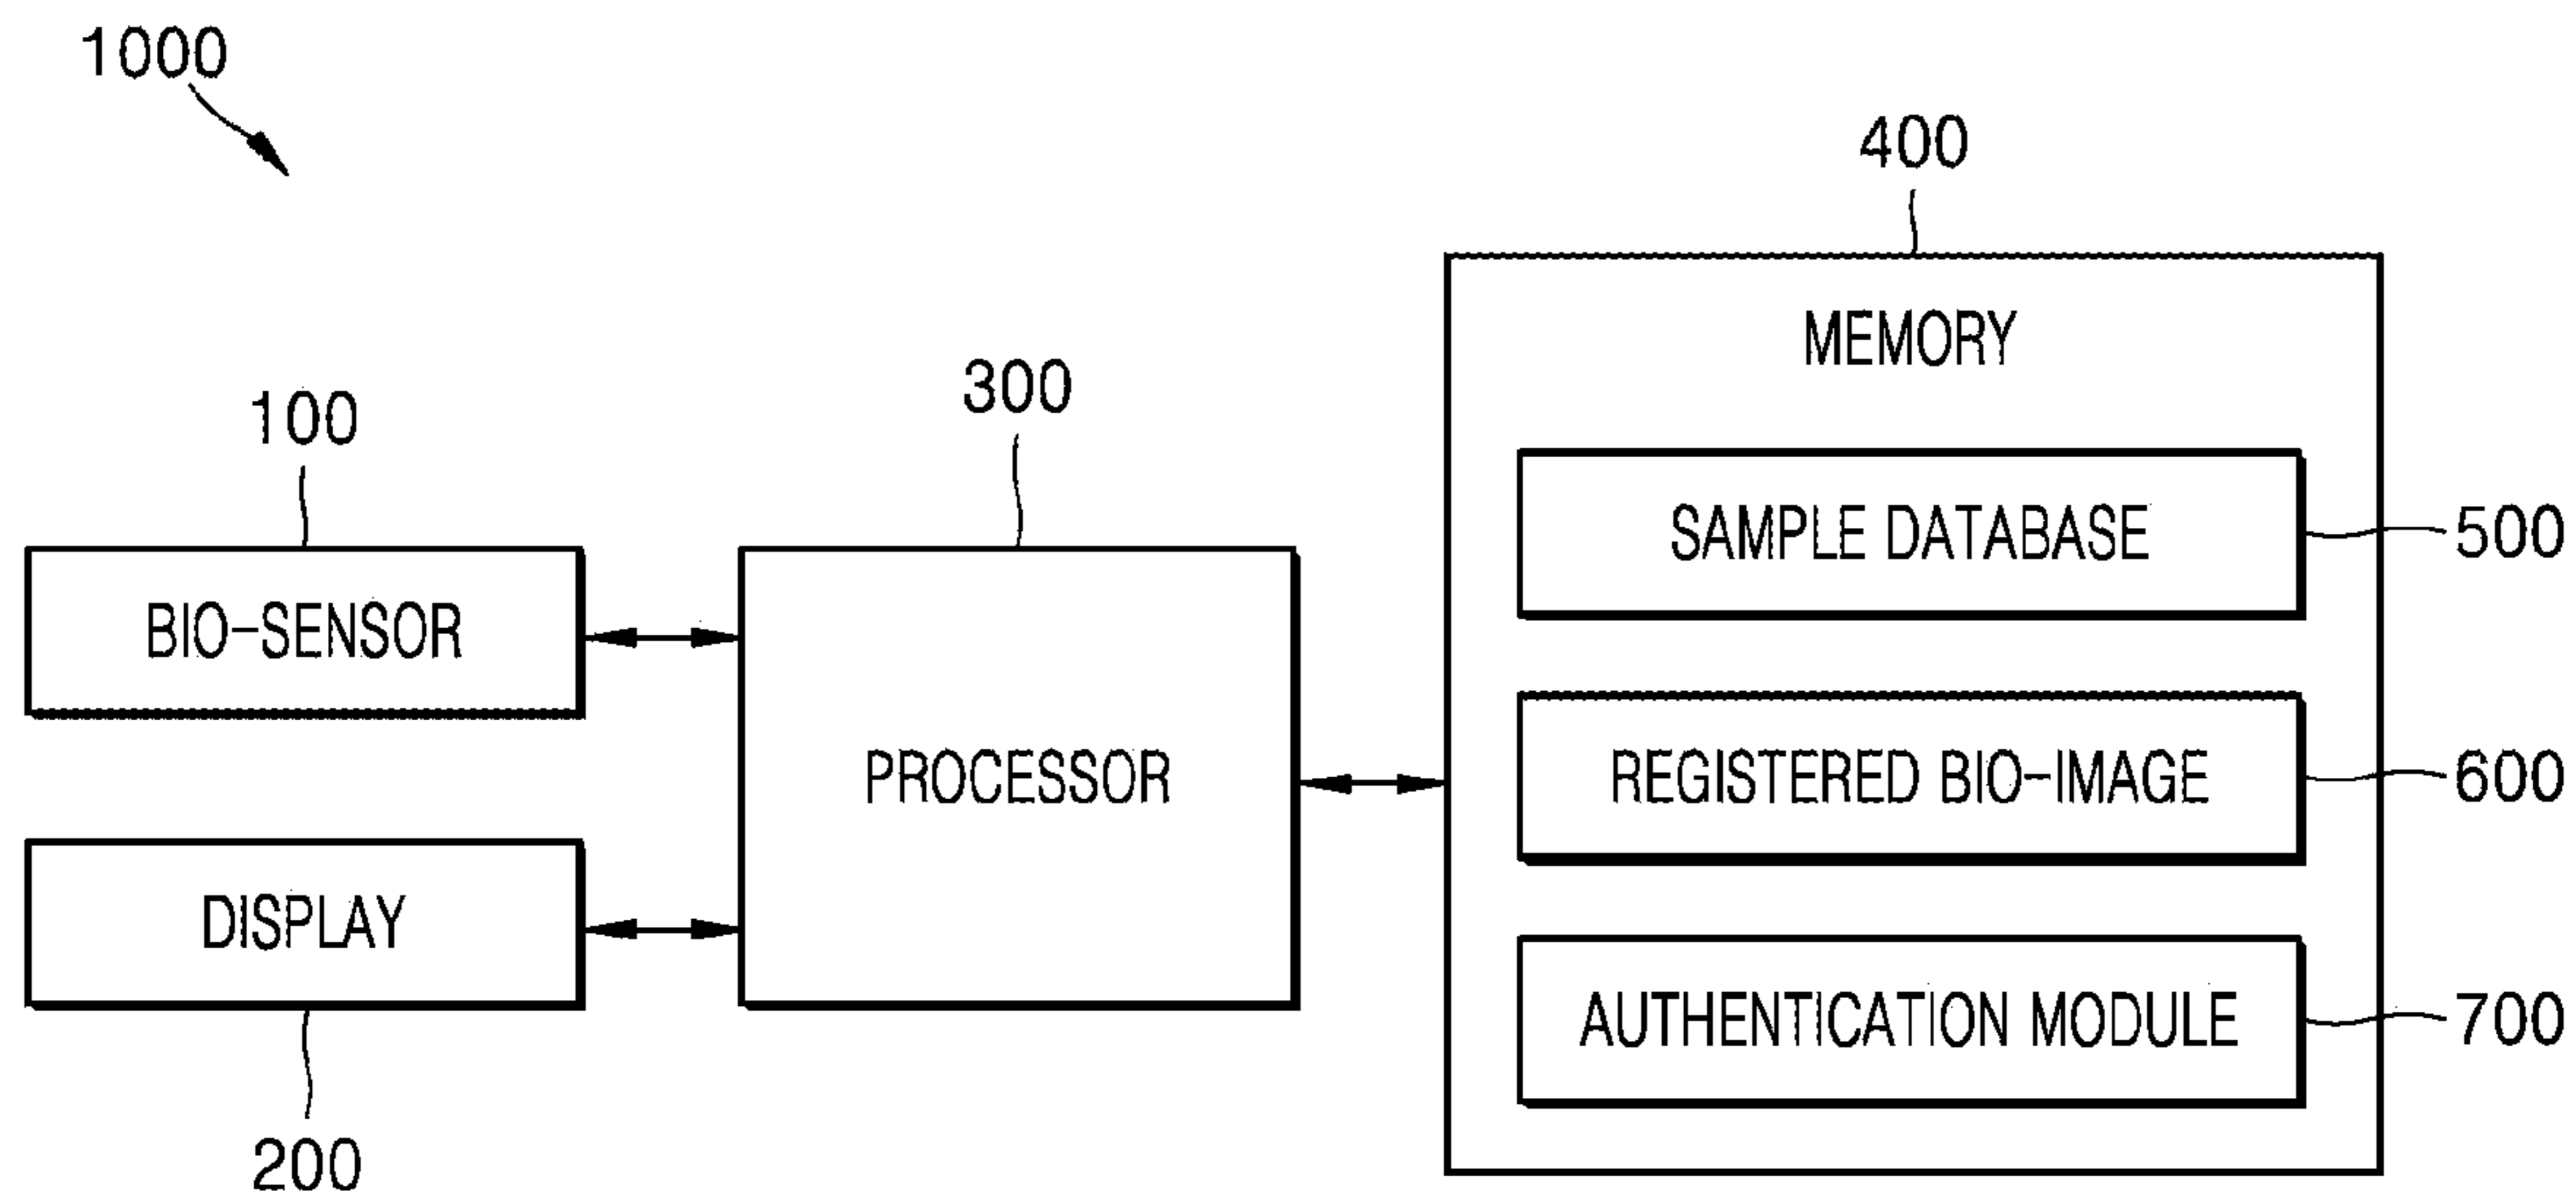 1000
400
MEMORY
300
100
SAMPLE DATABASE
500
BIO-SENSOR
PROCESSOR
REGISTERED BIO-IMAGE
600
DISPLAY
AUTHENTICATION MODULE
700
200